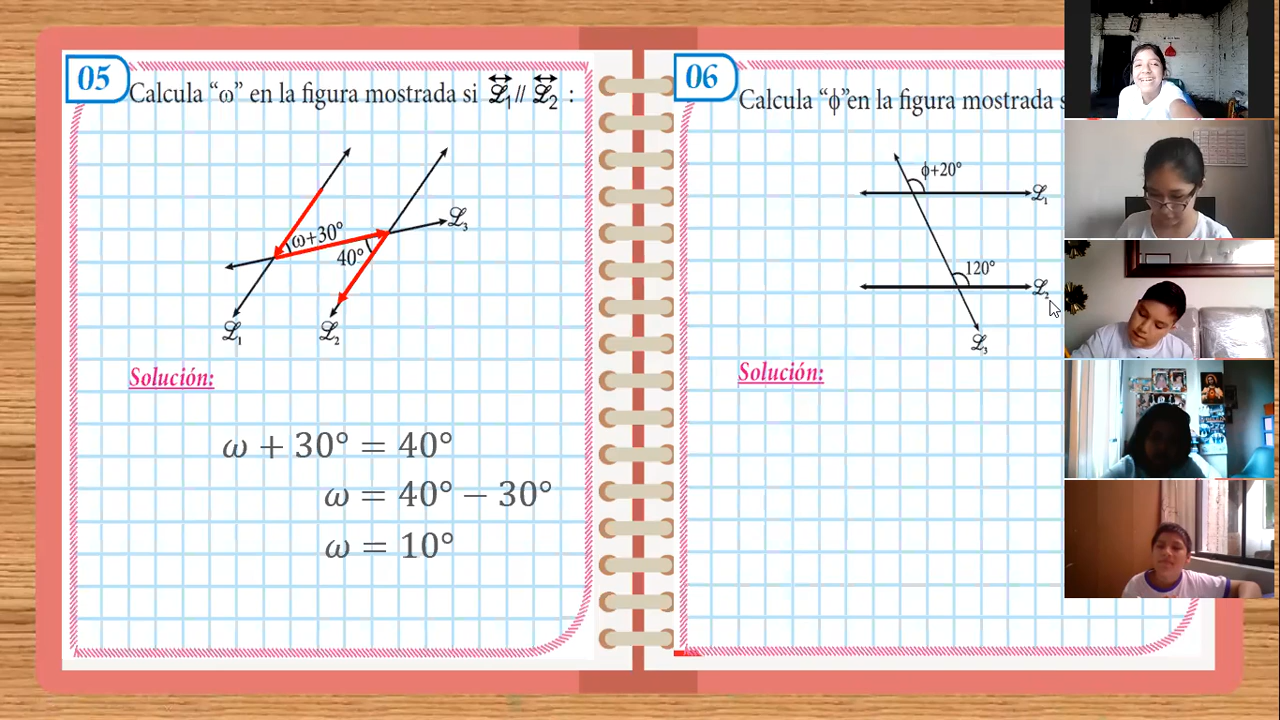 05
Calcula “ω” en la figura mostrada si ℒ1 // ℒ2 :
ω+30°
40°
ℒ3
ℒ1
ℒ2
Solución:
ω + 30° = 40°
ω = 40° − 30°
ω = 10°
06
Calcula “ϕ”en la figura mostrada s
ϕ+20°
ℒ1
120°
ℒ2
ℒ3
Solución: